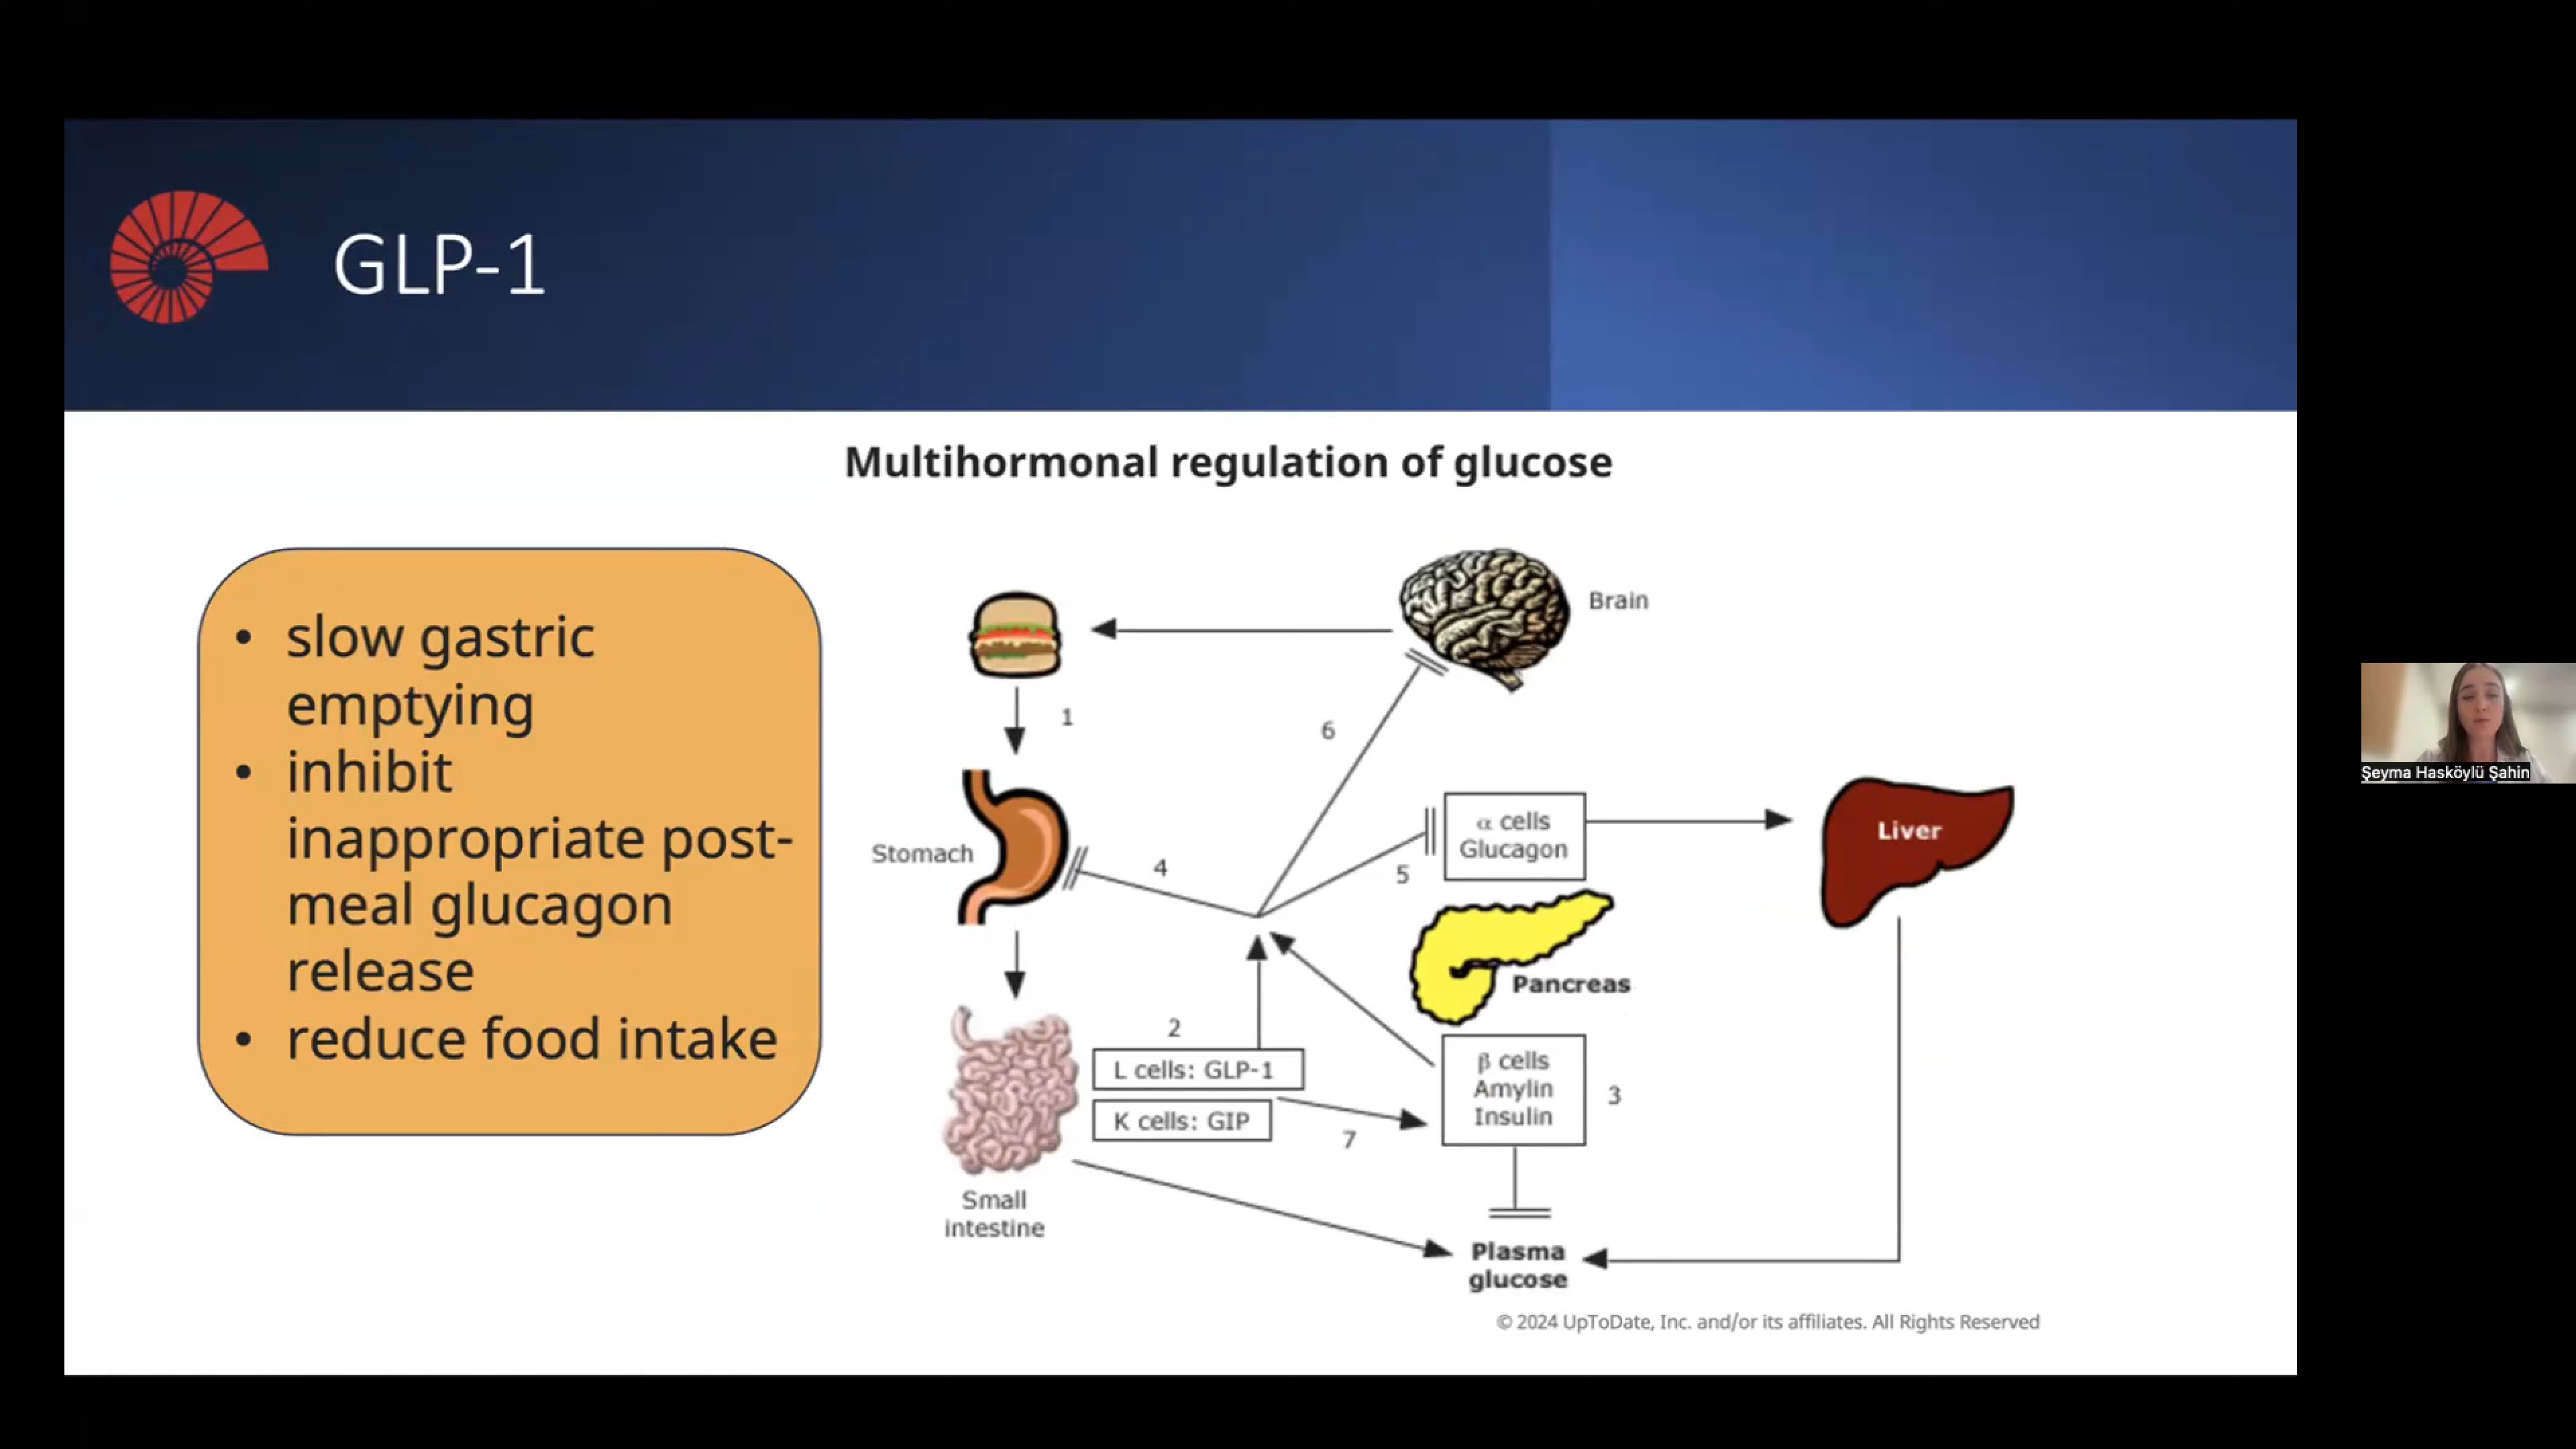 GLP-1
Multihormonal regulation of glucose
• slow gastric
emptying
• inhibit
inappropriate post-
meal glucagon
release
• reduce food intake
Brain
1
6
α cells
Glucagon
Liver
Stomach
4
5
Pancreas
2
L cells: GLP-1
K cells: GIP
β cells
Amylin
Insulin
3
7
Small
intestine
Plasma
glucose
© 2024 UpToDate, Inc. and/or its affiliates. All Rights Reserved
Şeyma Hasköylü Şahin